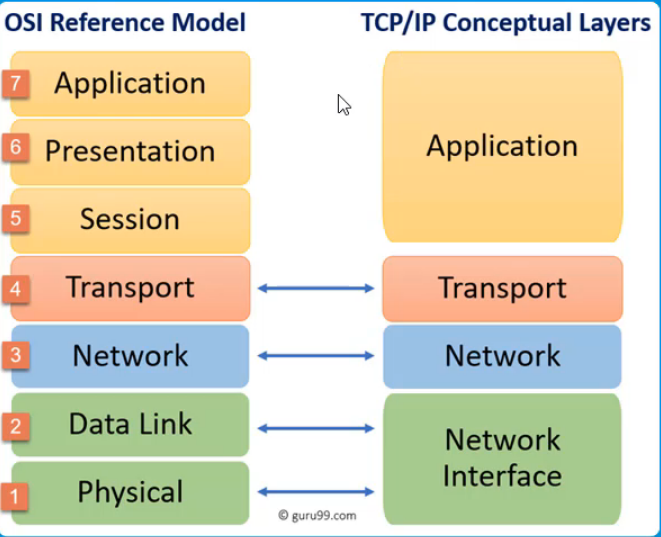 OSI Reference Model
TCP/IP Conceptual Layers
7 Application
6 Presentation
5 Session
4 Transport
3 Network
2 Data Link
1 Physical
Application
Transport
Network
Network
Interface
© guru99.com